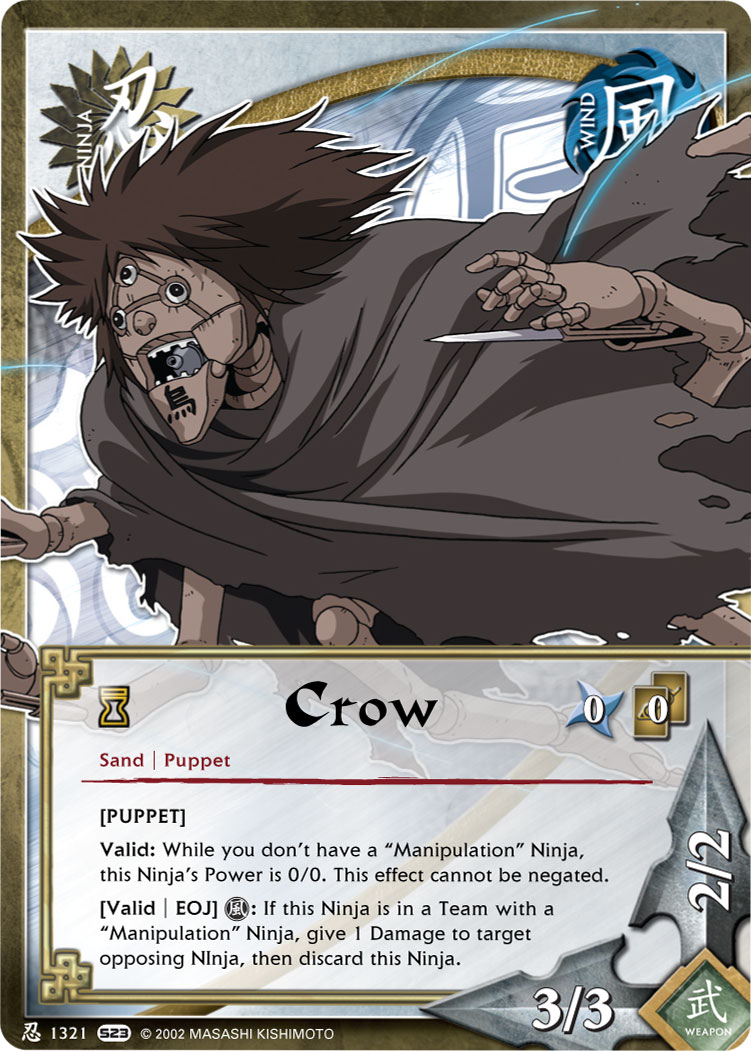 NINJA
忍
WIND
風
烏
Crow
0
0
Sand | Puppet
[PUPPET]
Valid: While you don't have a “Manipulation” Ninja,
this Ninja's Power is 0/0. This effect cannot be negated.
[Valid | EOJ] 風: If this Ninja is in a Team with a
“Manipulation” Ninja, give 1 Damage to target
opposing NInja, then discard this Ninja.
2/2
3/3
武
WEAPON
忍 1321 S23 © 2002 MASASHI KISHIMOTO